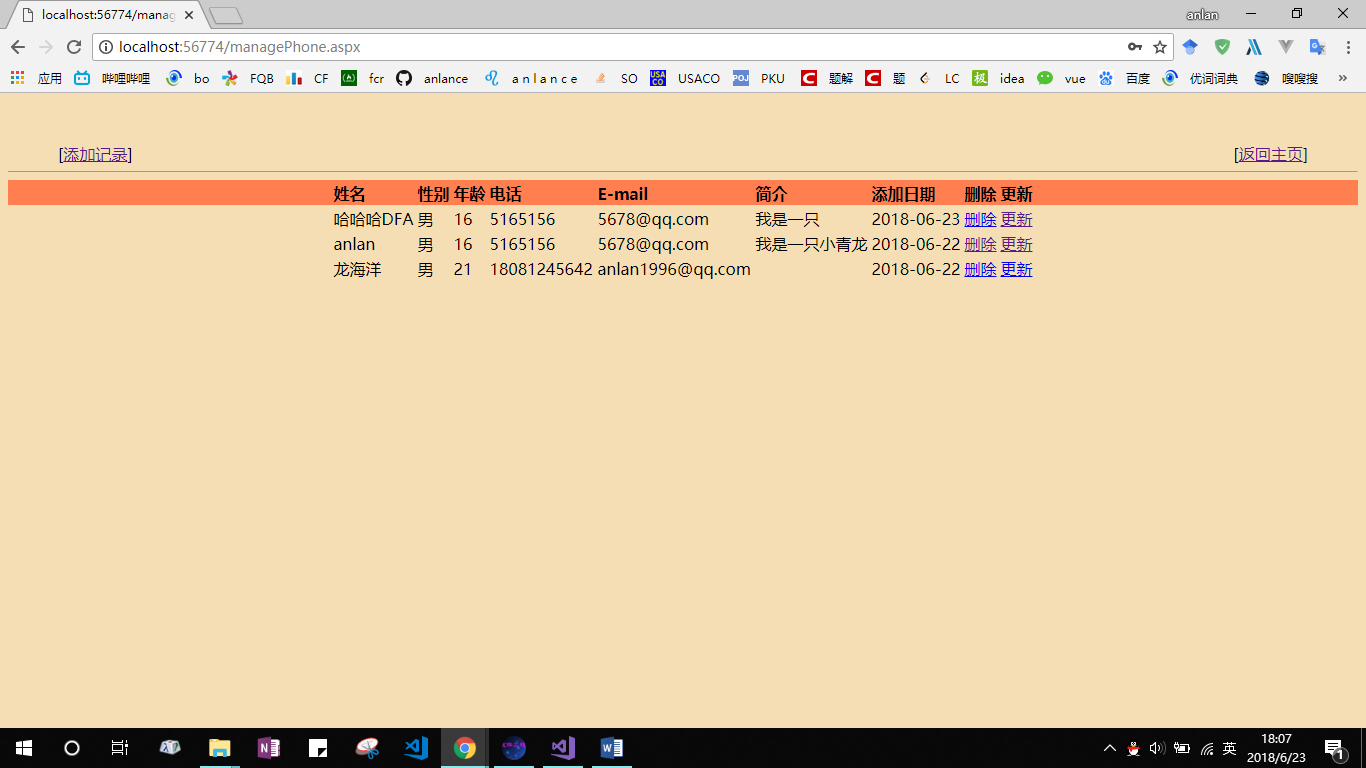 localhost:56774/manag
anlan
localhost:56774/managePhone.aspx
应用 哔哩哔哩 bo FQB CF fcr anlance a n l a n c e SO USACO PKU 题解 题 LC idea vue 百度 优词词典 嗖嗖搜 »
[添加记录] [返回主页]
姓名 性别 年龄 电话 E-mail 简介 添加日期 删除 更新
哈哈哈DFA 男 16 5165156 5678@qq.com 我是一只 2018-06-23 删除 更新
anlan 男 16 5165156 5678@qq.com 我是一只小青龙 2018-06-22 删除 更新
龙海洋 男 21 18081245642 anlan1996@qq.com 2018-06-22 删除 更新
英 18:07
2018/6/23 1